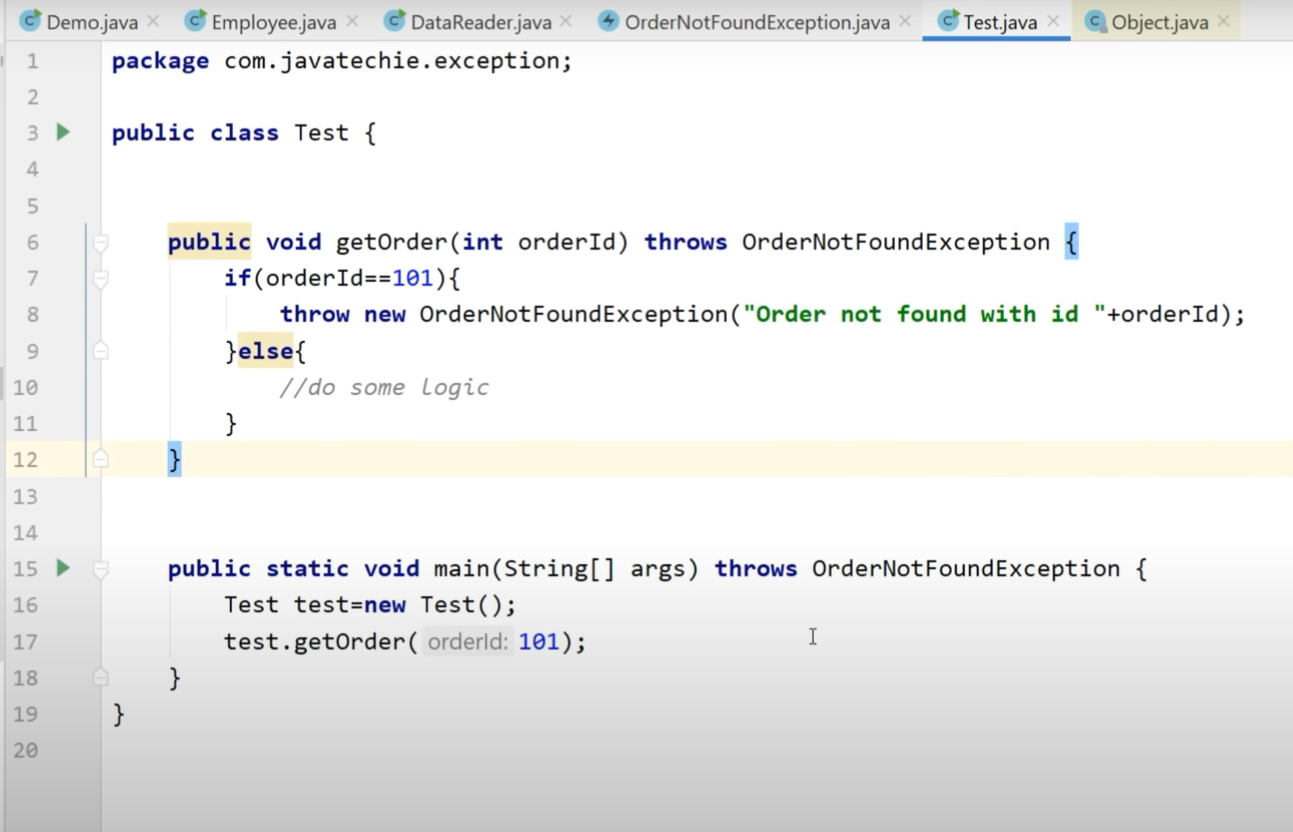 Demo.java Employee.java DataReader.java OrderNotFoundException.java Test.java Object.java
1 package com.javatechie.exception;
2
3 public class Test {
4
5
6 public void getOrder(int orderId) throws OrderNotFoundException {
7 if(orderId==101){
8 throw new OrderNotFoundException("Order not found with id "+orderId);
9 }else{
10 //do some logic
11 }
12 }
13
14
15 public static void main(String[] args) throws OrderNotFoundException {
16 Test test=new Test();
17 test.getOrder( orderId: 101);
18 }
19 }
20